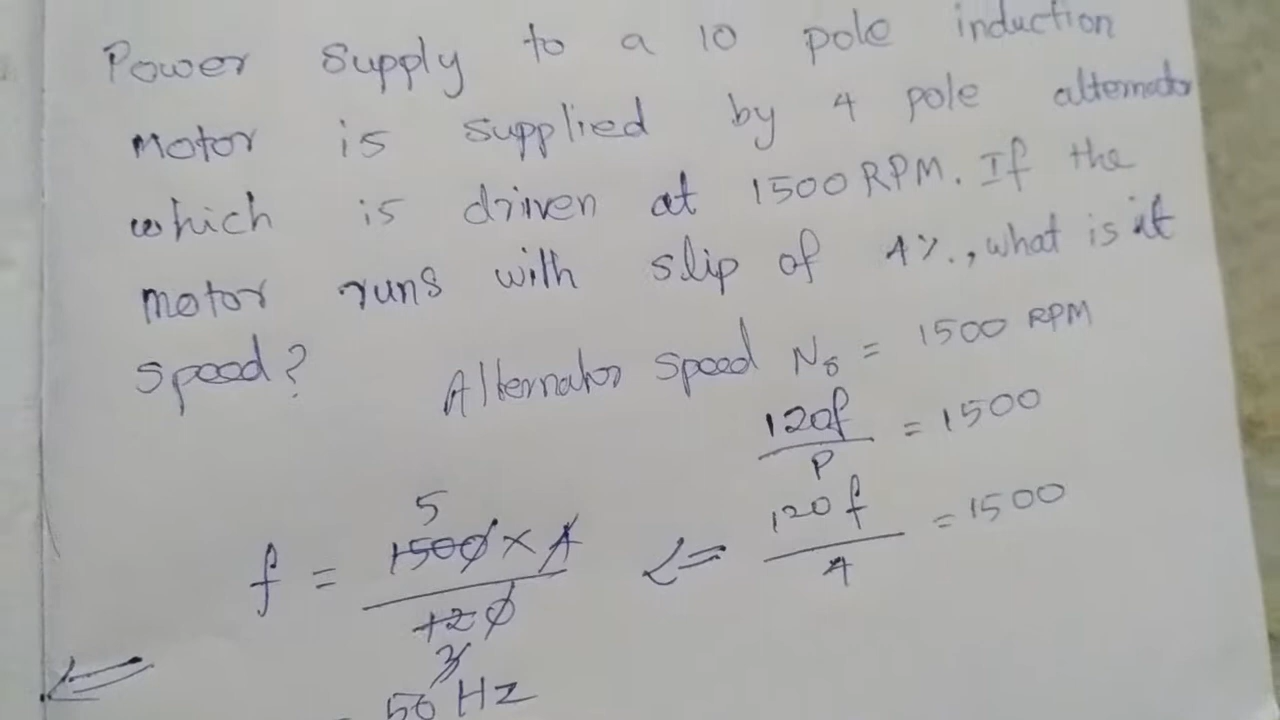 Power supply to a 10 pole induction
motor is supplied by 4 pole alternator
which is driven at 1500 RPM. If the
motor runs with slip of 4%., what is it
speed?
Alternator speed Ns = 1500 RPM
120f/P = 1500
120f/4 = 1500
<=
5
f = 1500 × 4
120
3
50 Hz
<=